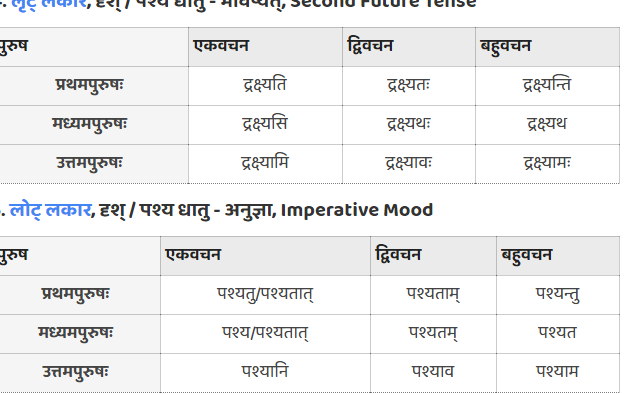 लृट् लकार, दृश् / पश्य धातु - भविष्यत्, Second Future Tense
पुरुष एकवचन द्विवचन बहुवचन
प्रथमपुरुषः द्रक्ष्यति द्रक्ष्यतः द्रक्ष्यन्ति
मध्यमपुरुषः द्रक्ष्यसि द्रक्ष्यथः द्रक्ष्यथ
उत्तमपुरुषः द्रक्ष्यामि द्रक्ष्यावः द्रक्ष्यामः
. लोट् लकार, दृश् / पश्य धातु - अनुज्ञा, Imperative Mood
पुरुष एकवचन द्विवचन बहुवचन
प्रथमपुरुषः पश्यतु/पश्यतात् पश्यताम् पश्यन्तु
मध्यमपुरुषः पश्य/पश्यतात् पश्यतम् पश्यत
उत्तमपुरुषः पश्यानि पश्याव पश्याम